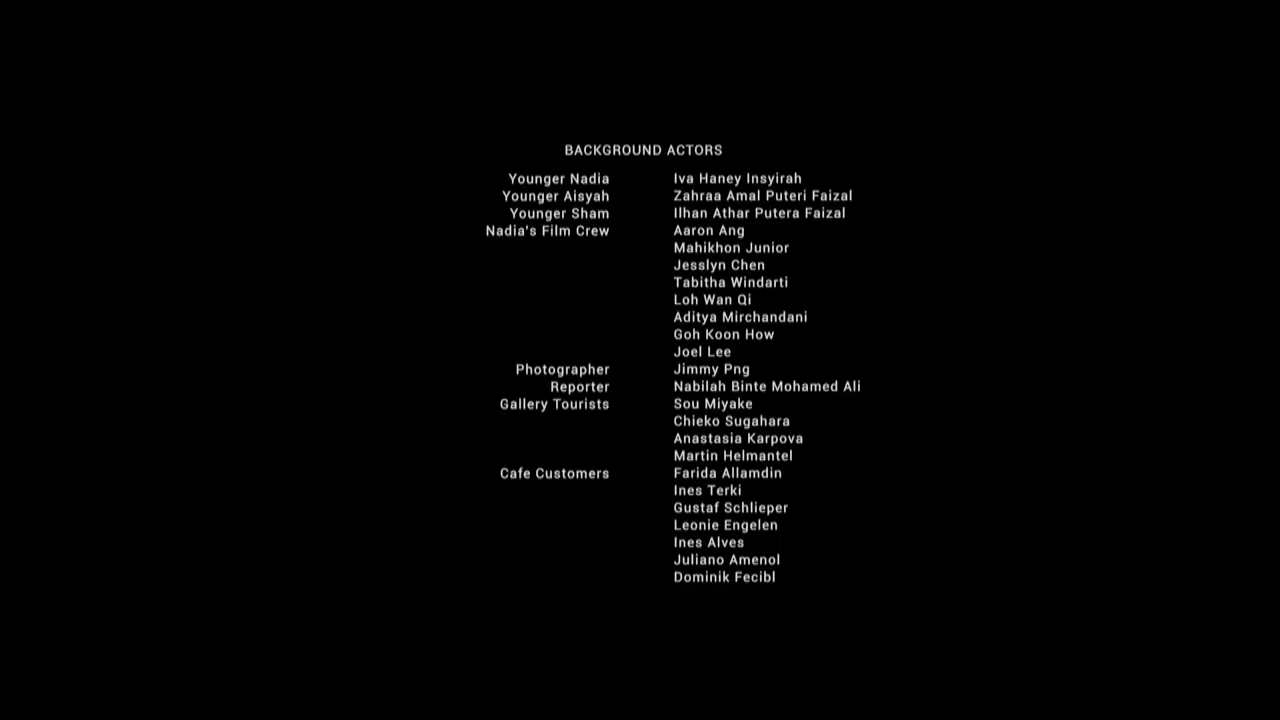 BACKGROUND ACTORS
Younger Nadia Iva Haney Insyirah
Younger Aisyah Zahraa Amal Puteri Faizal
Younger Sham Ilhan Athar Putera Faizal
Nadia's Film Crew Aaron Ang
Mahikhon Junior
Jesslyn Chen
Tabitha Windarti
Loh Wan Qi
Aditya Mirchandani
Goh Koon How
Joel Lee
Photographer Jimmy Png
Reporter Nabilah Binte Mohamed Ali
Gallery Tourists Sou Miyake
Chieko Sugahara
Anastasia Karpova
Martin Helmantel
Cafe Customers Farida Allamdin
Ines Terki
Gustaf Schlieper
Leonie Engelen
Ines Alves
Juliano Amenol
Dominik Fecibl